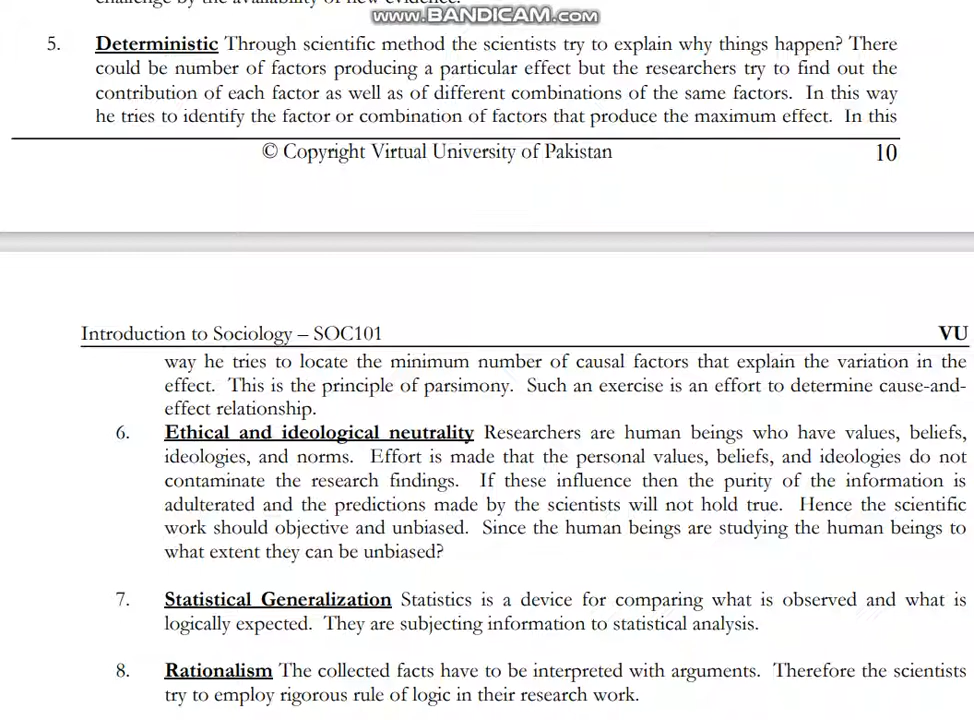 challenge by the availability of new evidence.
www.BANDICAM.com
5. Deterministic Through scientific method the scientists try to explain why things happen? There
could be number of factors producing a particular effect but the researchers try to find out the
contribution of each factor as well as of different combinations of the same factors. In this way
he tries to identify the factor or combination of factors that produce the maximum effect. In this
© Copyright Virtual University of Pakistan 10
Introduction to Sociology – SOC101 VU
way he tries to locate the minimum number of causal factors that explain the variation in the
effect. This is the principle of parsimony. Such an exercise is an effort to determine cause-and-
effect relationship.
6. Ethical and ideological neutrality Researchers are human beings who have values, beliefs,
ideologies, and norms. Effort is made that the personal values, beliefs, and ideologies do not
contaminate the research findings. If these influence then the purity of the information is
adulterated and the predictions made by the scientists will not hold true. Hence the scientific
work should objective and unbiased. Since the human beings are studying the human beings to
what extent they can be unbiased?
7. Statistical Generalization Statistics is a device for comparing what is observed and what is
logically expected. They are subjecting information to statistical analysis.
8. Rationalism The collected facts have to be interpreted with arguments. Therefore the scientists
try to employ rigorous rule of logic in their research work.